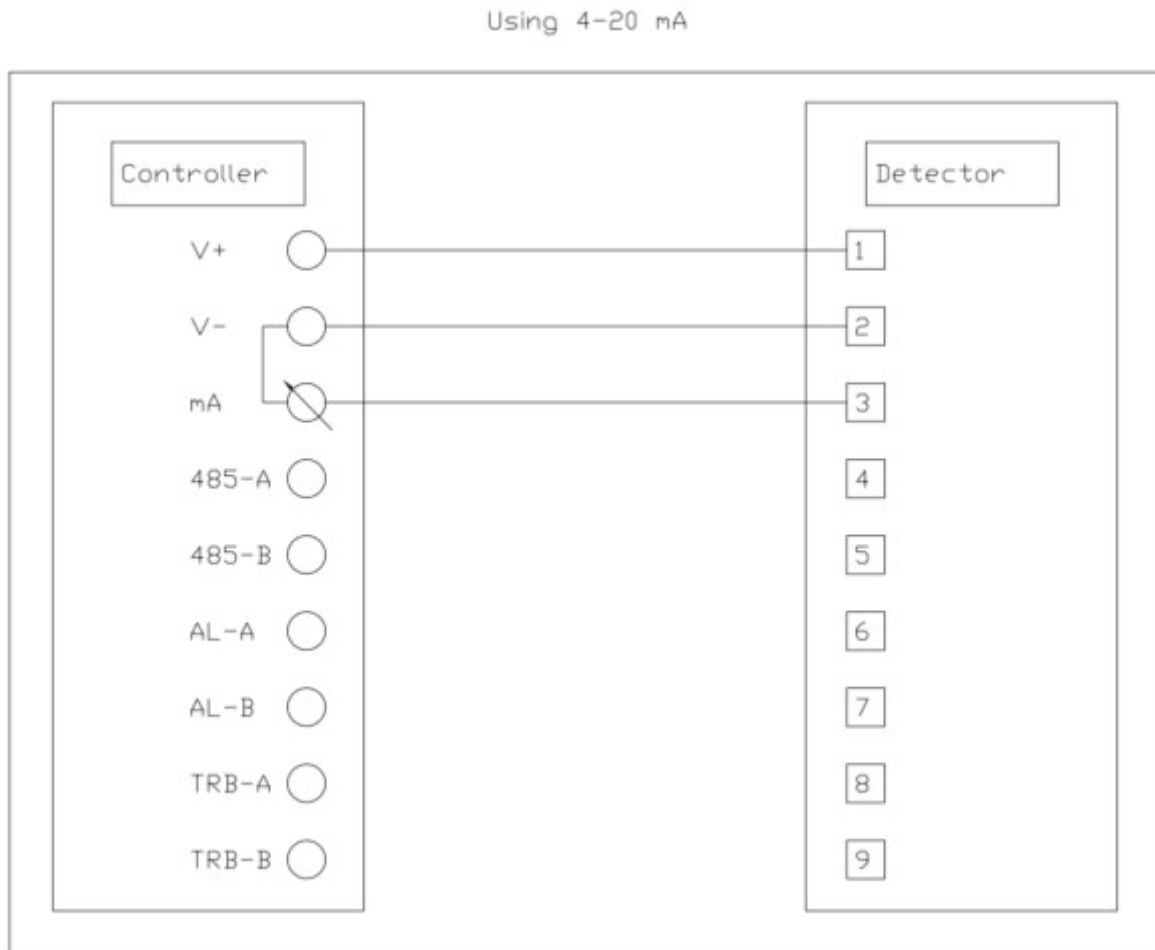 Using 4-20 mA
Controller
Detector
V+
1
V-
2
mA
3
485-A
4
485-B
5
AL-A
6
AL-B
7
TRB-A
8
TRB-B
9